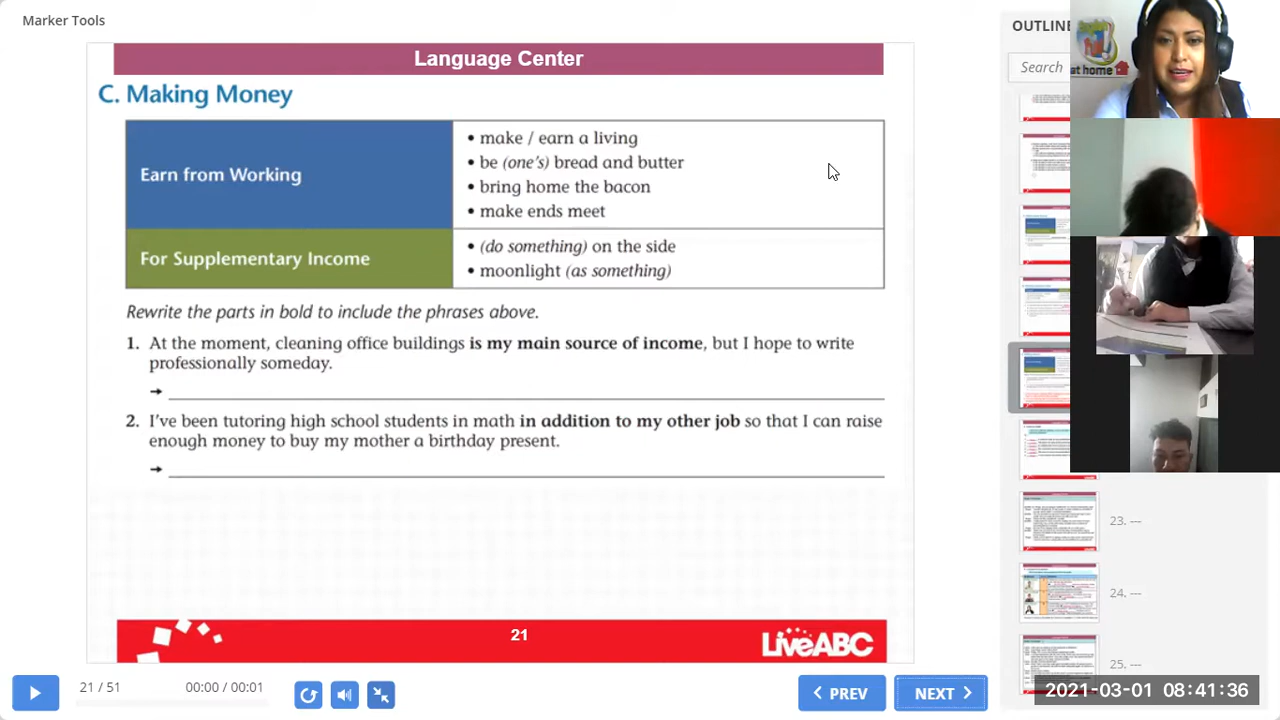 Marker Tools
OUTLINE
Search
English
at home
Language Center
C. Making Money
Earn from Working
• make / earn a living
• be (one's) bread and butter
• bring home the bacon
• make ends meet
For Supplementary Income
• (do something) on the side
• moonlight (as something)
Rewrite the part in bold to include the phrases above.
1. At the moment, cleaning office buildings is my main source of income, but I hope to write
professionally someday.
→
2. I've been tutoring high school students in math in addition to my other job so that I can raise
enough money to buy my mother a birthday present.
→
21
LiveABC
23. ---
24. ---
25. ---
21 / 51
00:00 / 00:01
PREV
NEXT
2021-03-01 08:41:36